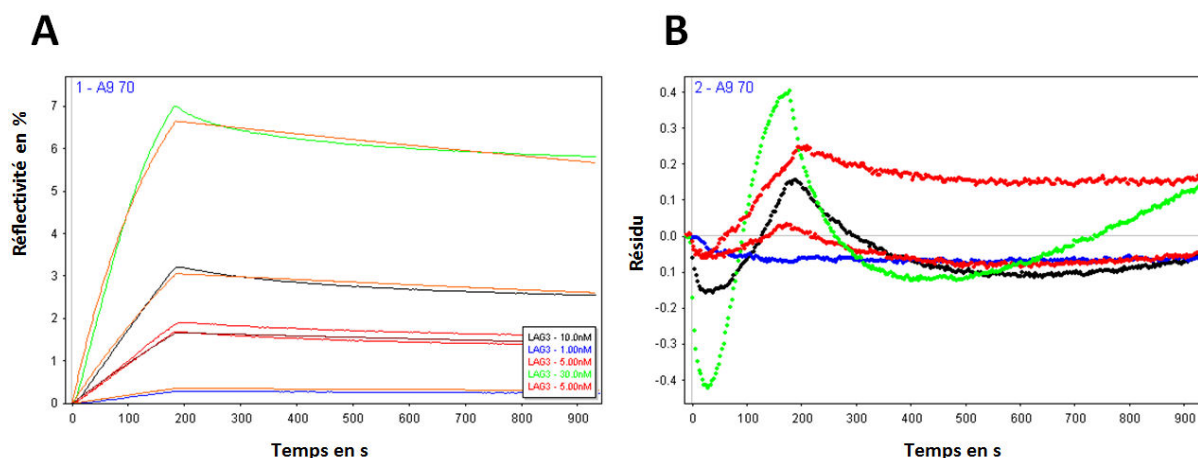 A
1 - A9 70
Réflectivité en %
7
6
5
4
3
2
1
0
0 100 200 300 400 500 600 700 800 900
Temps en s
LAG3 - 10.0nM
LAG3 - 1.00nM
LAG3 - 5.00nM
LAG3 - 30.0nM
LAG3 - 5.00nM
B
2 - A9 70
Résidu
0.4
0.3
0.2
0.1
0.0
0.1
-0.2
-0.3
-0.4
0 100 200 300 400 500 600 700 800 900
Temps en s